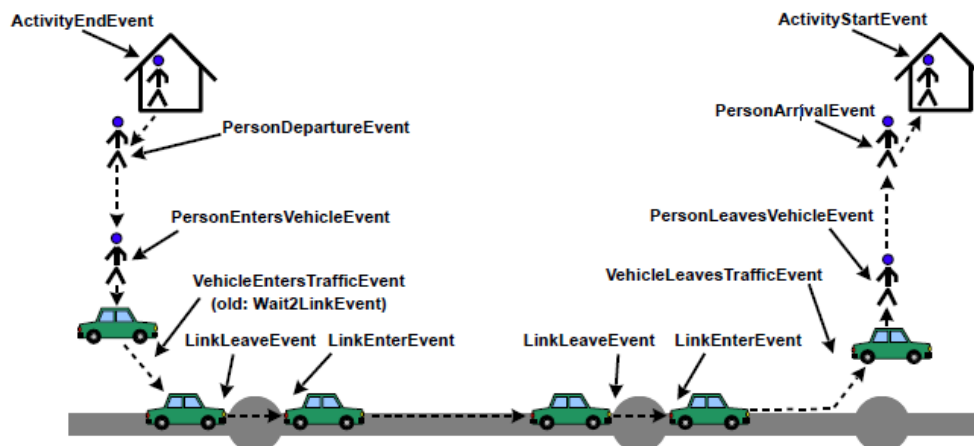 ActivityEndEvent
ActivityStartEvent
PersonDepartureEvent
PersonArrivalEvent
PersonEntersVehicleEvent
PersonLeavesVehicleEvent
VehicleEntersTrafficEvent
(old: Wait2LinkEvent)
VehicleLeavesTrafficEvent
LinkLeaveEvent
LinkEnterEvent
LinkLeaveEvent
LinkEnterEvent